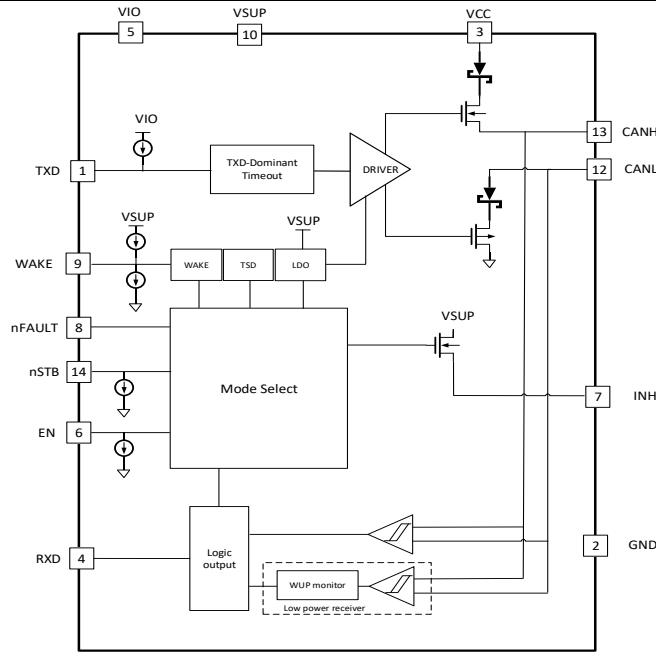 VIO
VSUP
VCC
5
10
3
VIO
TXD
1
TXD-Dominant
Timeout
DRIVER
13
CANH
12
CANL
VSUP
VSUP
WAKE
9
WAKE
TSD
LDO
nFAULT
8
VSUP
nSTB
14
Mode Select
7
INH
EN
6
RXD
4
Logic
output
2
GND
WUP monitor
Low power receiver